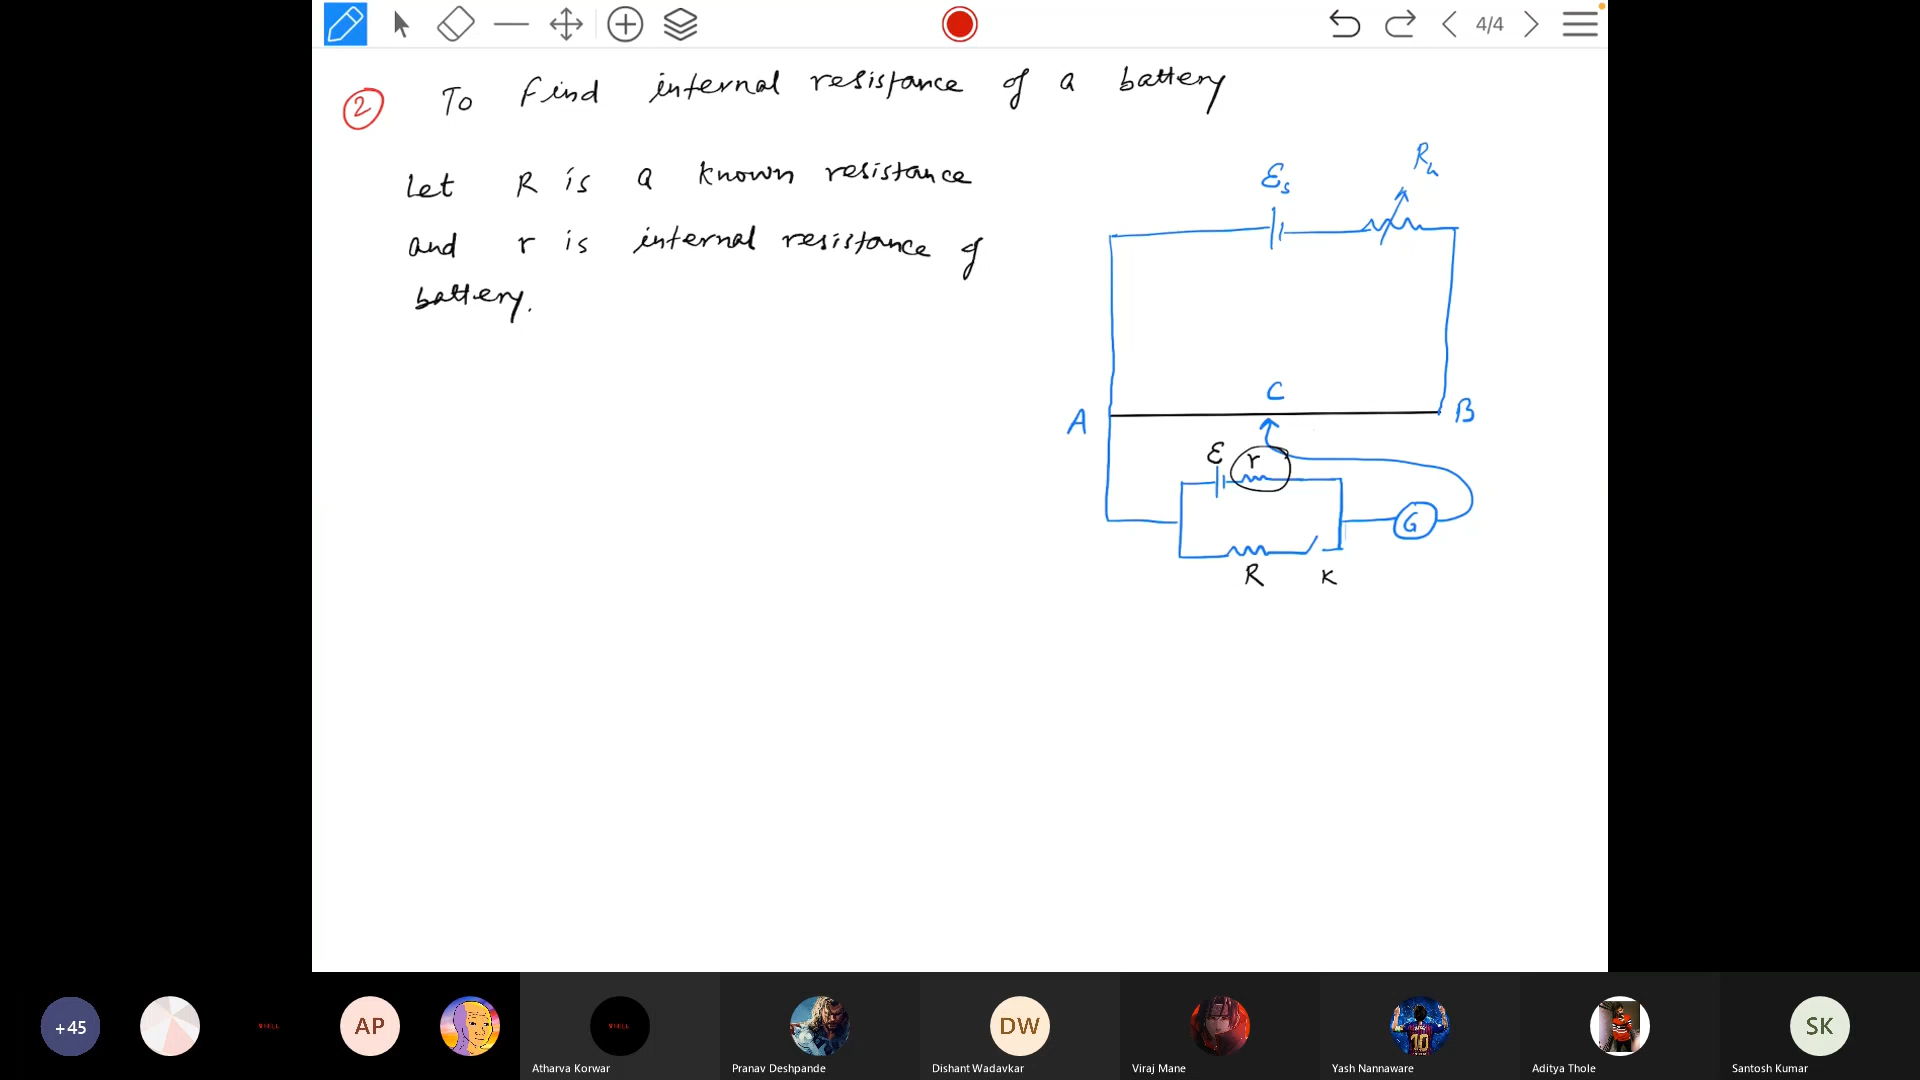 4/4
② To find internal resistance of a battery
Let R is a known resistance
and r is internal resistance of
battery.
Ɛs
Rh
C
A
B
Ɛ
r
G
R
K
+45
AP
DW
10
SK
Atharva Korwar
Pranav Deshpande
Dishant Wadavkar
Viraj Mane
Yash Nannaware
Aditya Thole
Santosh Kumar